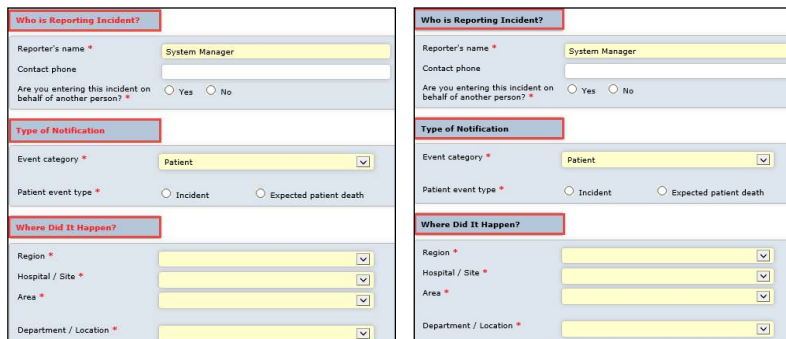 Who is Reporting Incident?
Reporter's name *
System Manager
Contact phone
Are you entering this incident on
behalf of another person? *
Yes No
Type of Notification
Event category *
Patient
Patient event type *
Incident Expected patient death
Where Did It Happen?
Region *
Hospital / Site *
Area *
Department / Location *
Who is Reporting Incident?
Reporter's name *
System Manager
Contact phone
Are you entering this incident on
behalf of another person? *
Yes No
Type of Notification
Event category *
Patient
Patient event type *
Incident Expected patient death
Where Did It Happen?
Region *
Hospital / Site *
Area *
Department / Location *